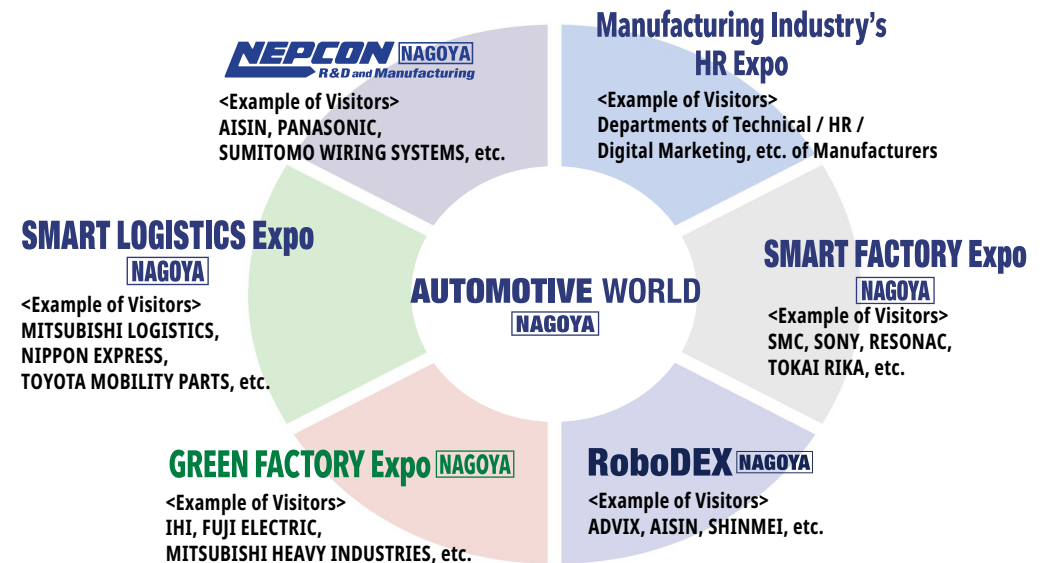 NEPCON NAGOYA
R&D and Manufacturing
<Example of Visitors>
AISIN, PANASONIC,
SUMITOMO WIRING SYSTEMS, etc.
Manufacturing Industry's
HR Expo
<Example of Visitors>
Departments of Technical / HR /
Digital Marketing, etc. of Manufacturers
SMART LOGISTICS Expo
NAGOYA
<Example of Visitors>
MITSUBISHI LOGISTICS,
NIPPON EXPRESS,
TOYOTA MOBILITY PARTS, etc.
AUTOMOTIVE WORLD
NAGOYA
SMART FACTORY Expo
NAGOYA
<Example of Visitors>
SMC, SONY, RESONAC,
TOKAI RIKA, etc.
GREEN FACTORY Expo NAGOYA
<Example of Visitors>
IHI, FUJI ELECTRIC,
MITSUBISHI HEAVY INDUSTRIES, etc.
RoboDEX NAGOYA
<Example of Visitors>
ADVIX, AISIN, SHINMEI, etc.